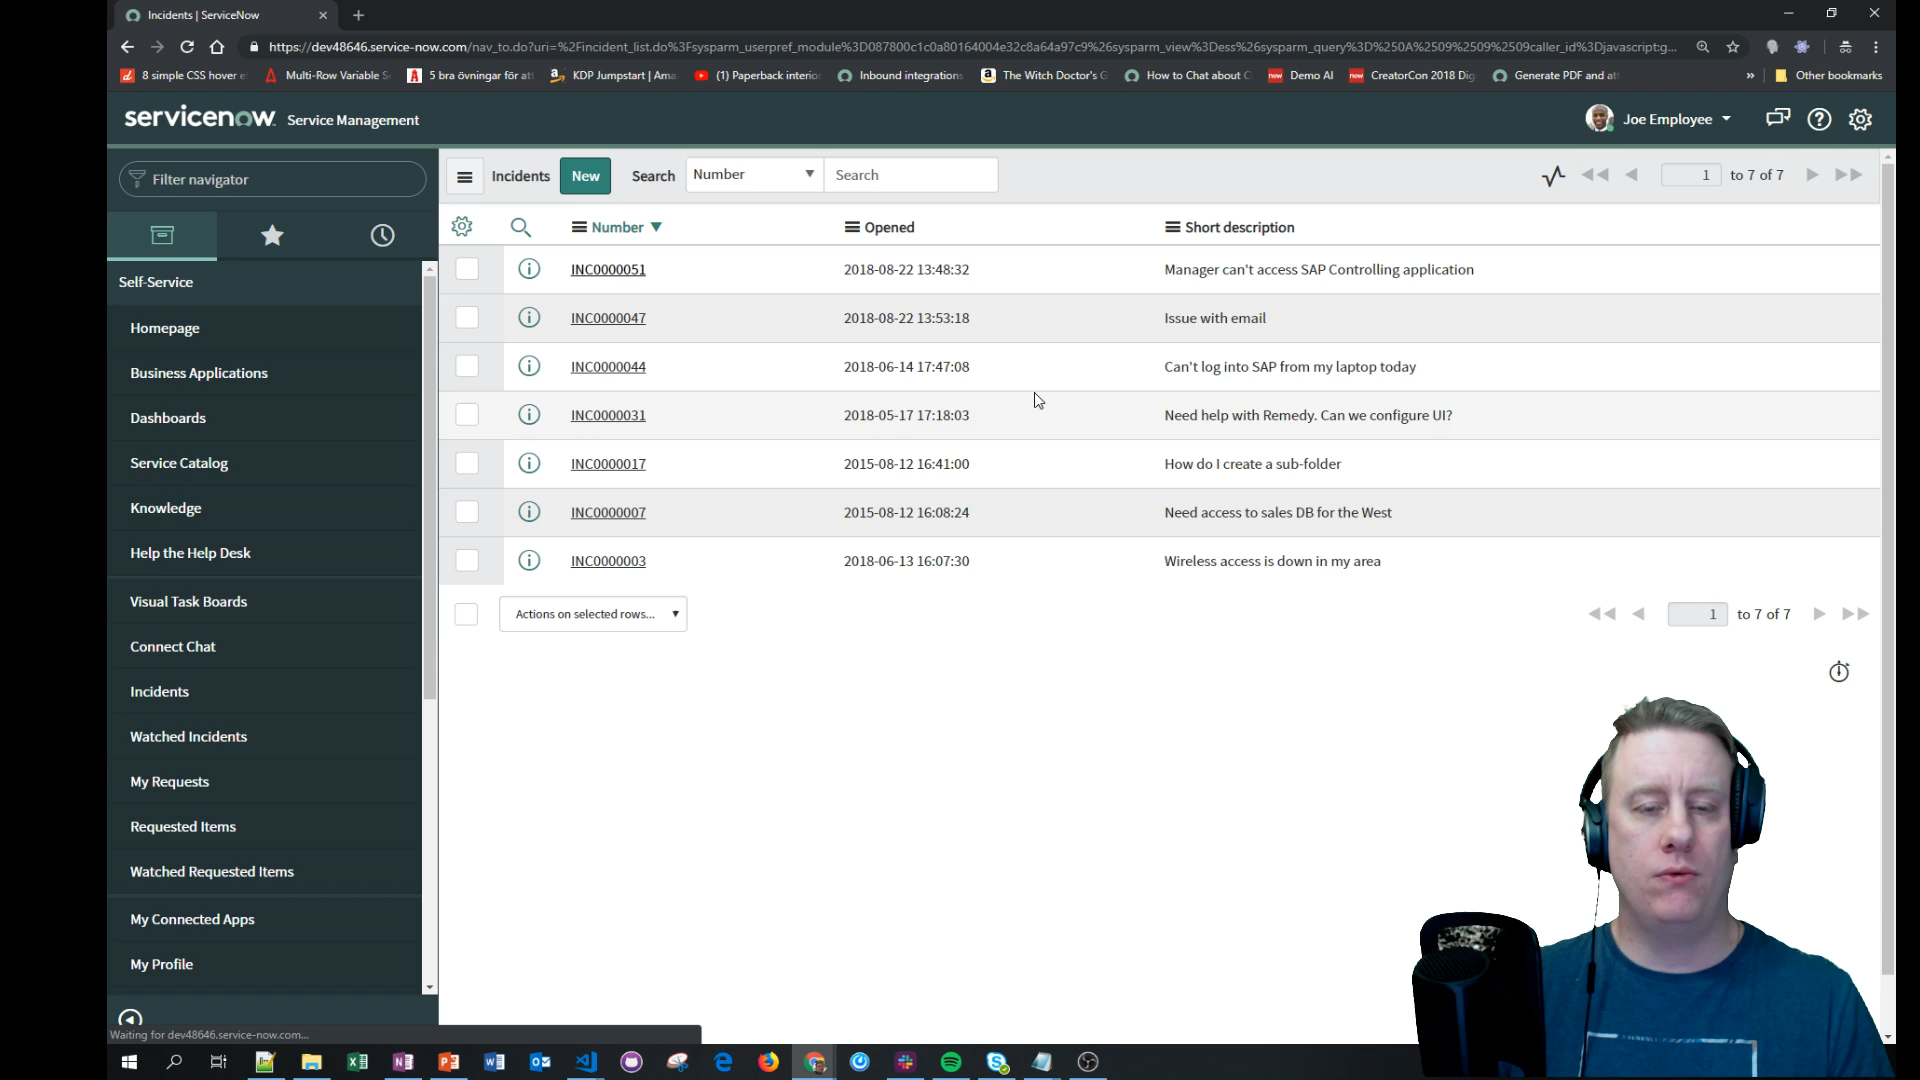 Incidents | ServiceNow
https://dev48646.service-now.com/nav_to.do?uri=%2Fincident_list.do%3Fsysparm_userpref_module%3D087800c1c0a80164004e32c8a64a97c9%26sysparm_view%3Dess%26sysparm_query%3D%250A%2509%2509%2509caller_id%3Djavascript:g...
8 simple CSS hover e
Multi-Row Variable S
5 bra övningar för att
KDP Jumpstart | Ama
(1) Paperback interior
Inbound integrations
The Witch Doctor's G
How to Chat about C
Demo AI
CreatorCon 2018 Dig
Generate PDF and att
»
Other bookmarks
servicenow Service Management
Joe Employee
Filter navigator
Self-Service
Homepage
Business Applications
Dashboards
Service Catalog
Knowledge
Help the Help Desk
Visual Task Boards
Connect Chat
Incidents
Watched Incidents
My Requests
Requested Items
Watched Requested Items
My Connected Apps
My Profile
Waiting for dev48646.service-now.com...
Incidents New Search Number Search
1 to 7 of 7
Number Opened Short description
INC0000051 2018-08-22 13:48:32 Manager can't access SAP Controlling application
INC0000047 2018-08-22 13:53:18 Issue with email
INC0000044 2018-06-14 17:47:08 Can't log into SAP from my laptop today
INC0000031 2018-05-17 17:18:03 Need help with Remedy. Can we configure UI?
INC0000017 2015-08-12 16:41:00 How do I create a sub-folder
INC0000007 2015-08-12 16:08:24 Need access to sales DB for the West
INC0000003 2018-06-13 16:07:30 Wireless access is down in my area
Actions on selected rows...
1 to 7 of 7